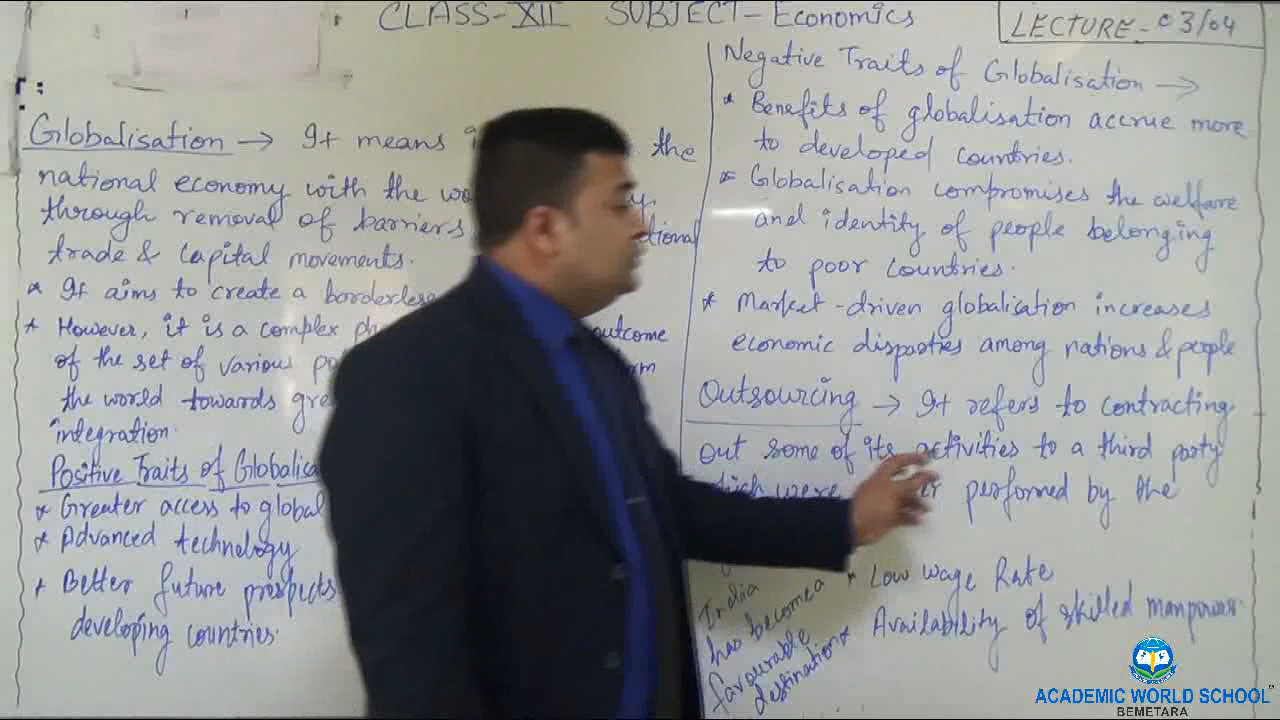 CLASS-XII SUBJECT- Economics
LECTURE - 03/04
Globalisation → It means the
national economy with the
through removal of barriers
trade & capital movements.
* It aims to create a
* However, it is a complex outcome
of the set of various
the world towards
integration.
Positive Traits of
* Greater access to global
* Advanced technology
* Better future prospects
developing countries.
Negative Traits of Globalisation →
* Benefits of globalisation accrue more
to developed countries.
* Globalisation compromises the welfare
and identity of people belonging
to poor countries.
* Market-driven globalisation increases
economic disparties among nations & people
Outsourcing → It refers to contracting
out some of its activities to a third party
were performed by the
India
has become a
favourable
destination
* Low wage Rate
* Availability of skilled manpower.
ACADEMIC WORLD SCHOOL
BEMETARA